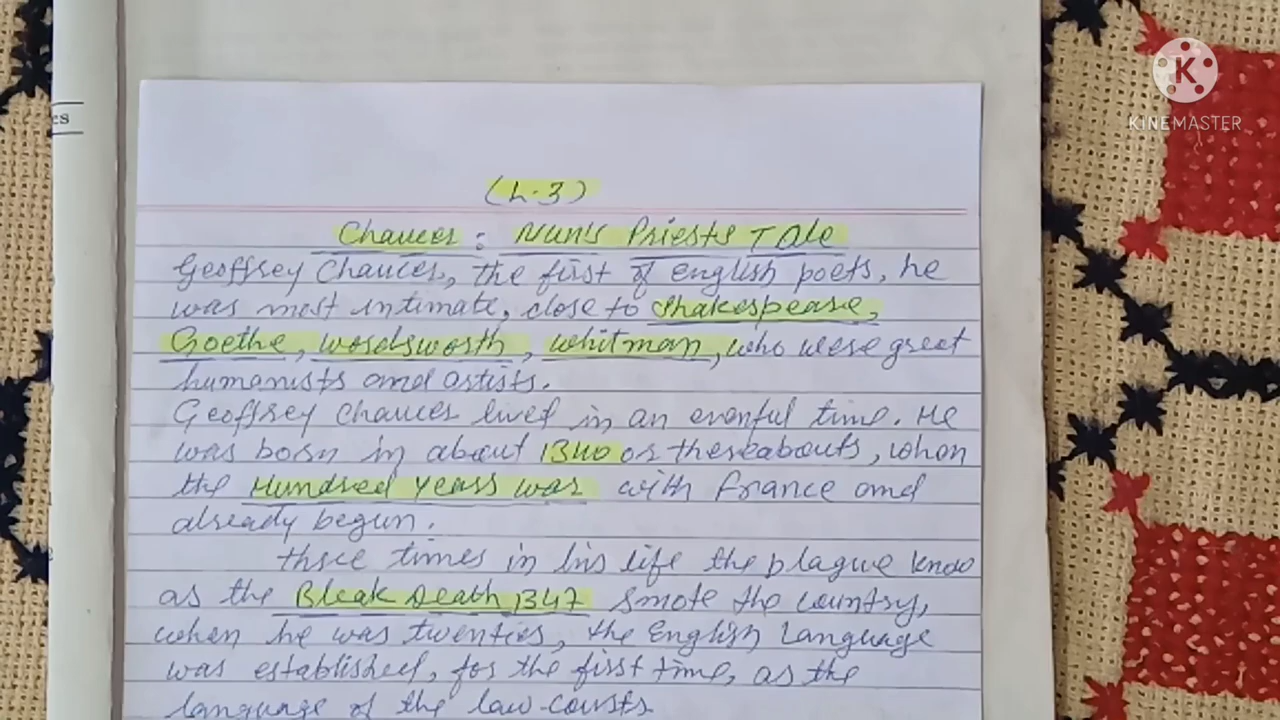 es
KINEMASTER
(L.3)
Chaucer: Nun's Priests Tale
Geoffrey Chaucer, the first of english poets, he
was most intimate, close to Shakespeare,
Goethe, wordsworth, whitman, who were great
humanists and artists.
Geoffrey Chaucer lived in an evenful time. He
was born in about 1340 or thereabouts, when
the Hundred years war with France and
already begun.
three times in his life the plague know
as the Bleak Death 1347 smote the country,
when he was twenties, the English Language
was established, for the first time, as the
language of the law-courts